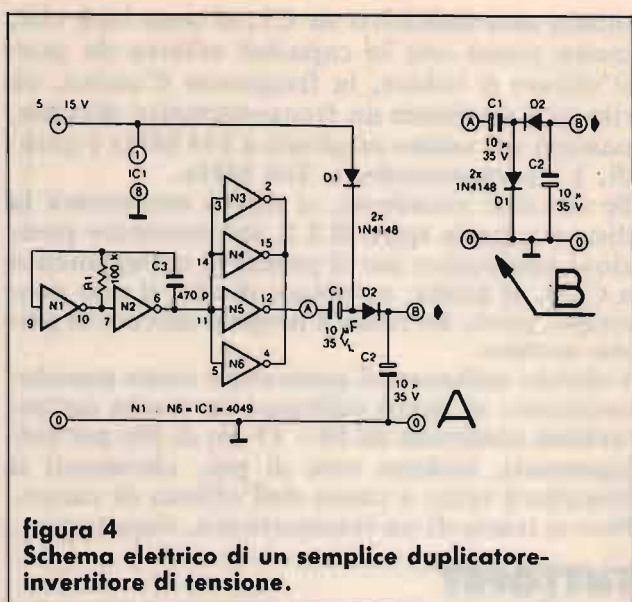 5 15 V
1
IC1
8
D1
2x
1N4148
N3
3
2
N4
14
15
N5
11
12
N6
5
4
R1
100 k
C3
470 p
N1
9
10
N2
7
6
A
C1
10 µF
35 VL
D2
B
C2
10 µ
35 V
0
N1 . N6 = IC1 = 4049
0
A
A
C1
10 µ
35 V
D2
B
2x
1N4148
D1
C2
10 µ
35 V
0
0
B
figura 4
Schema elettrico di un semplice duplicatore-
invertitore di tensione.